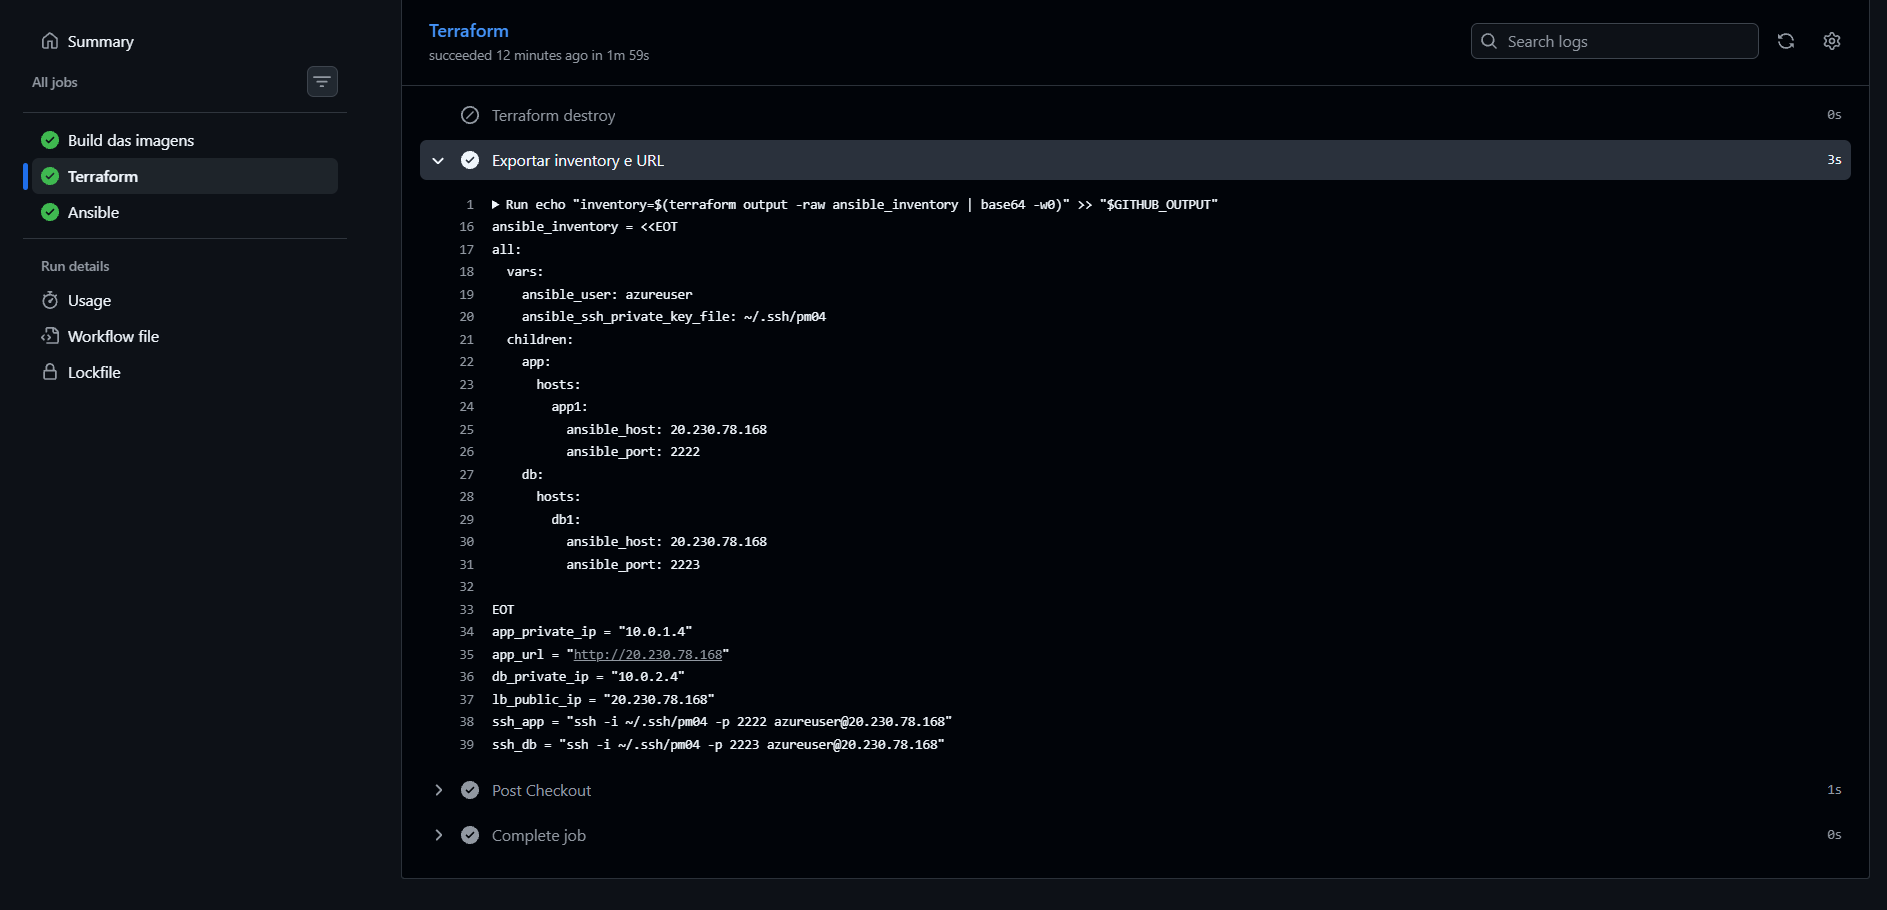 Summary
All jobs
Build das imagens
Terraform
Ansible
Run details
Usage
Workflow file
Lockfile
Terraform
succeeded 12 minutes ago in 1m 59s
Search logs
Terraform destroy 0s
Exportar inventory e URL 3s
1 Run echo "inventory=$(terraform output -raw ansible_inventory | base64 -w0)" >> "$GITHUB_OUTPUT"
16 ansible_inventory = <<EOT
17 all:
18 vars:
19 ansible_user: azureuser
20 ansible_ssh_private_key_file: ~/.ssh/pm04
21 children:
22 app:
23 hosts:
24 app1:
25 ansible_host: 20.230.78.168
26 ansible_port: 2222
27 db:
28 hosts:
29 db1:
30 ansible_host: 20.230.78.168
31 ansible_port: 2223
32
33 EOT
34 app_private_ip = "10.0.1.4"
35 app_url = "http://20.230.78.168"
36 db_private_ip = "10.0.2.4"
37 lb_public_ip = "20.230.78.168"
38 ssh_app = "ssh -i ~/.ssh/pm04 -p 2222 azureuser@20.230.78.168"
39 ssh_db = "ssh -i ~/.ssh/pm04 -p 2223 azureuser@20.230.78.168"
Post Checkout 1s
Complete job 0s